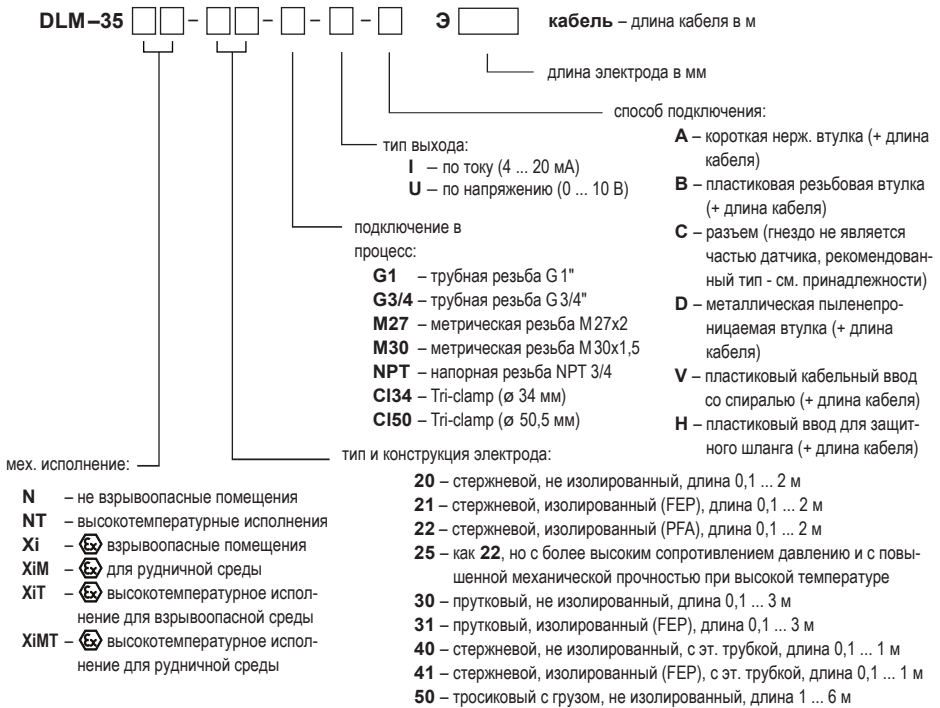 DLM–35 □□ – □□ – □ – □ – □ Э □ кабель – длина кабеля в м
длина электрода в мм
способ подключения:
A – короткая нерж. втулка (+ длина
кабеля)
B – пластиковая резьбовая втулка
(+ длина кабеля)
C – разъем (гнездо не является
частью датчика, рекомендован-
ный тип - см. принадлежности)
D – металлическая пыленепро-
ницаемая втулка (+ длина
кабеля)
V – пластиковый кабельный ввод
со спиралью (+ длина кабеля)
H – пластиковый ввод для защит-
ного шланга (+ длина кабеля)
тип выхода:
I – по току (4 ... 20 мА)
U – по напряжению (0 ... 10 В)
подключение в
процесс:
G1 – трубная резьба G 1"
G3/4 – трубная резьба G 3/4"
M27 – метрическая резьба M 27x2
M30 – метрическая резьба M 30x1,5
NPT – напорная резьба NPT 3/4
Cl34 – Tri-clamp (ø 34 мм)
Cl50 – Tri-clamp (ø 50,5 мм)
тип и конструкция электрода:
20 – стержневой, не изолированный, длина 0,1 ... 2 м
21 – стержневой, изолированный (FEP), длина 0,1 ... 2 м
22 – стержневой, изолированный (PFA), длина 0,1 ... 2 м
25 – как 22, но с более высоким сопротивлением давлению и с повы-
шенной механической прочностью при высокой температуре
30 – прутковый, не изолированный, длина 0,1 ... 3 м
31 – прутковый, изолированный (FEP), длина 0,1 ... 3 м
40 – стержневой, не изолированный, с эт. трубкой, длина 0,1 ... 1 м
41 – стержневой, изолированный (FEP), с эт. трубкой, длина 0,1 ... 1 м
50 – тросиковый с грузом, не изолированный, длина 1 ... 6 м
мех. исполнение:
N – не взрывоопасные помещения
NT – высокотемпературные исполнения
Xi – Ex взрывоопасные помещения
XiM – Ex для рудничной среды
XiT – Ex высокотемпературное испол-
нение для взрывоопасной среды
XiMT – Ex высокотемпературное испол-
нение для рудничной среды